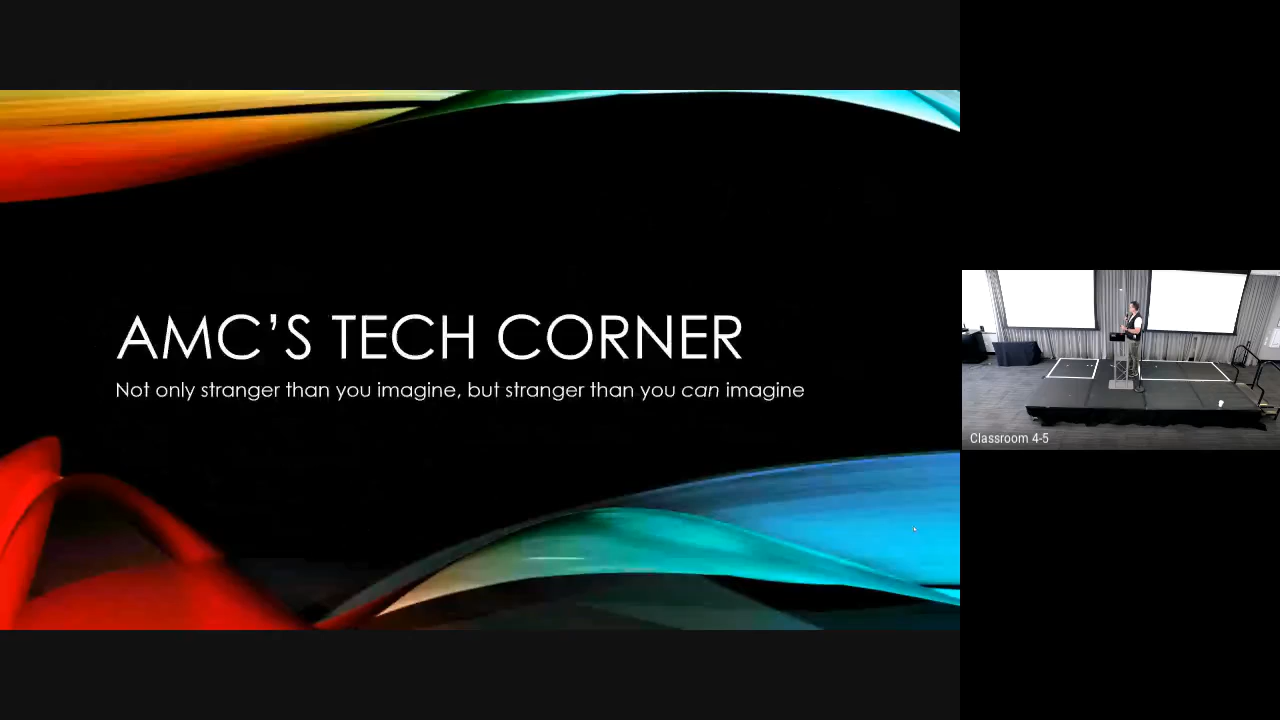 AMC'S TECH CORNER
Not only stranger than you imagine, but stranger than you can imagine
Classroom 4-5